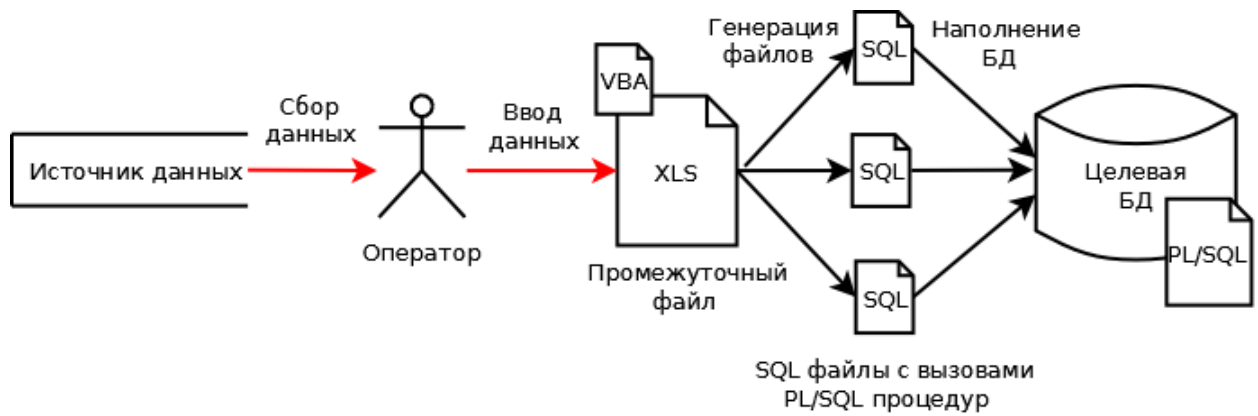 Источник данных
Сбор
данных
Оператор
Ввод
данных
VBA
XLS
Промежуточный
файл
Генерация
файлов
SQL
SQL
SQL
SQL файлы с вызовами
PL/SQL процедур
Наполнение
БД
Целевая
БД
PL/SQL